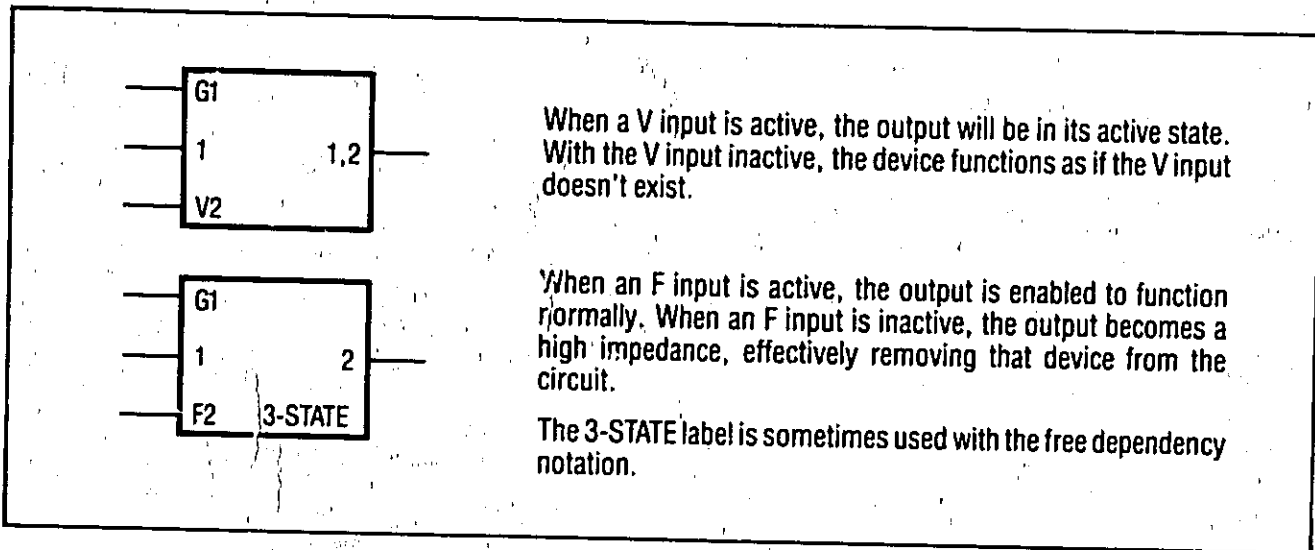 G1
1
1,2
V2
When a V input is active, the output will be in its active state.
With the V input inactive, the device functions as if the V input
doesn't exist.
G1
1
2
F2
3-STATE
When an F input is active, the output is enabled to function
normally. When an F input is inactive, the output becomes a
high impedance, effectively removing that device from the
circuit.
The 3-STATE label is sometimes used with the free dependency
notation.